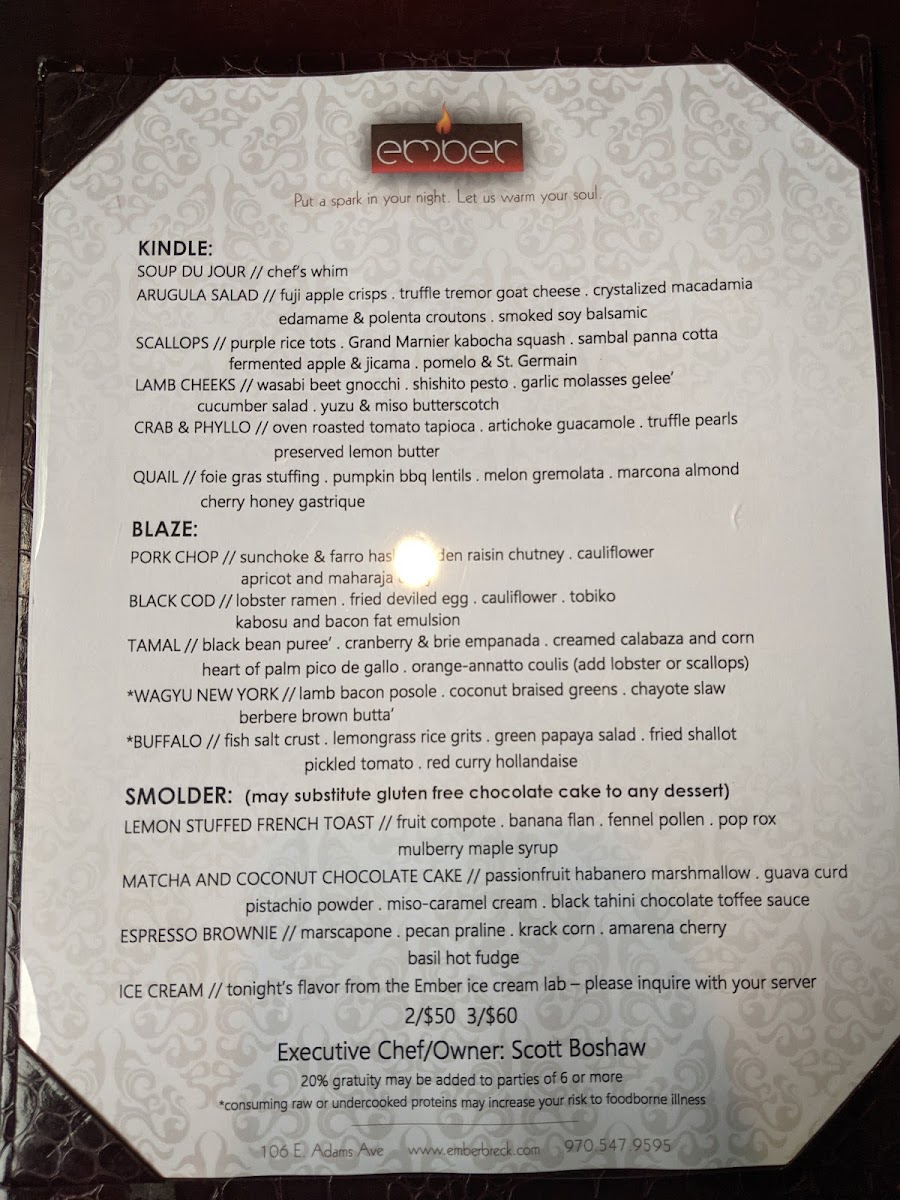 ember
Put a spark in your night. Let us warm your soul.
KINDLE:
SOUP DU JOUR // chef's whim
ARUGULA SALAD // fuji apple crisps . truffle tremor goat cheese . crystalized macadamia
edamame & polenta croutons . smoked soy balsamic
SCALLOPS // purple rice tots . Grand Marnier kabocha squash . sambal panna cotta
fermented apple & jicama . pomelo & St. Germain
LAMB CHEEKS // wasabi beet gnocchi . shishito pesto . garlic molasses gelee'
cucumber salad . yuzu & miso butterscotch
CRAB & PHYLLO // oven roasted tomato tapioca . artichoke guacamole . truffle pearls
preserved lemon butter
QUAIL // foie gras stuffing . pumpkin bbq lentils . melon gremolata . marcona almond
cherry honey gastrique
BLAZE:
PORK CHOP // sunchoke & farro raisin chutney . cauliflower
apricot and maharaja
BLACK COD // lobster ramen . fried deviled egg . cauliflower . tobiko
kabosu and bacon fat emulsion
TAMAL // black bean puree' . cranberry & brie empanada . creamed calabaza and corn
heart of palm pico de gallo . orange-annatto coulis (add lobster or scallops)
*WAGYU NEW YORK // lamb bacon posole . coconut braised greens . chayote slaw
berbere brown butta'
*BUFFALO // fish salt crust . lemongrass rice grits . green papaya salad . fried shallot
pickled tomato . red curry hollandaise
SMOLDER: (may substitute gluten free chocolate cake to any dessert)
LEMON STUFFED FRENCH TOAST // fruit compote . banana flan . fennel pollen . pop rox
mulberry maple syrup
MATCHA AND COCONUT CHOCOLATE CAKE // passionfruit habanero marshmallow . guava curd
pistachio powder . miso-caramel cream . black tahini chocolate toffee sauce
ESPRESSO BROWNIE // marscapone . pecan praline . krack corn . amarena cherry
basil hot fudge
ICE CREAM // tonight's flavor from the Ember ice cream lab – please inquire with your server
2/$50 3/$60
Executive Chef/Owner: Scott Boshaw
20% gratuity may be added to parties of 6 or more
*consuming raw or undercooked proteins may increase your risk to foodborne illness
106 E. Adams Ave www.emberbreck.com 970.547.9595